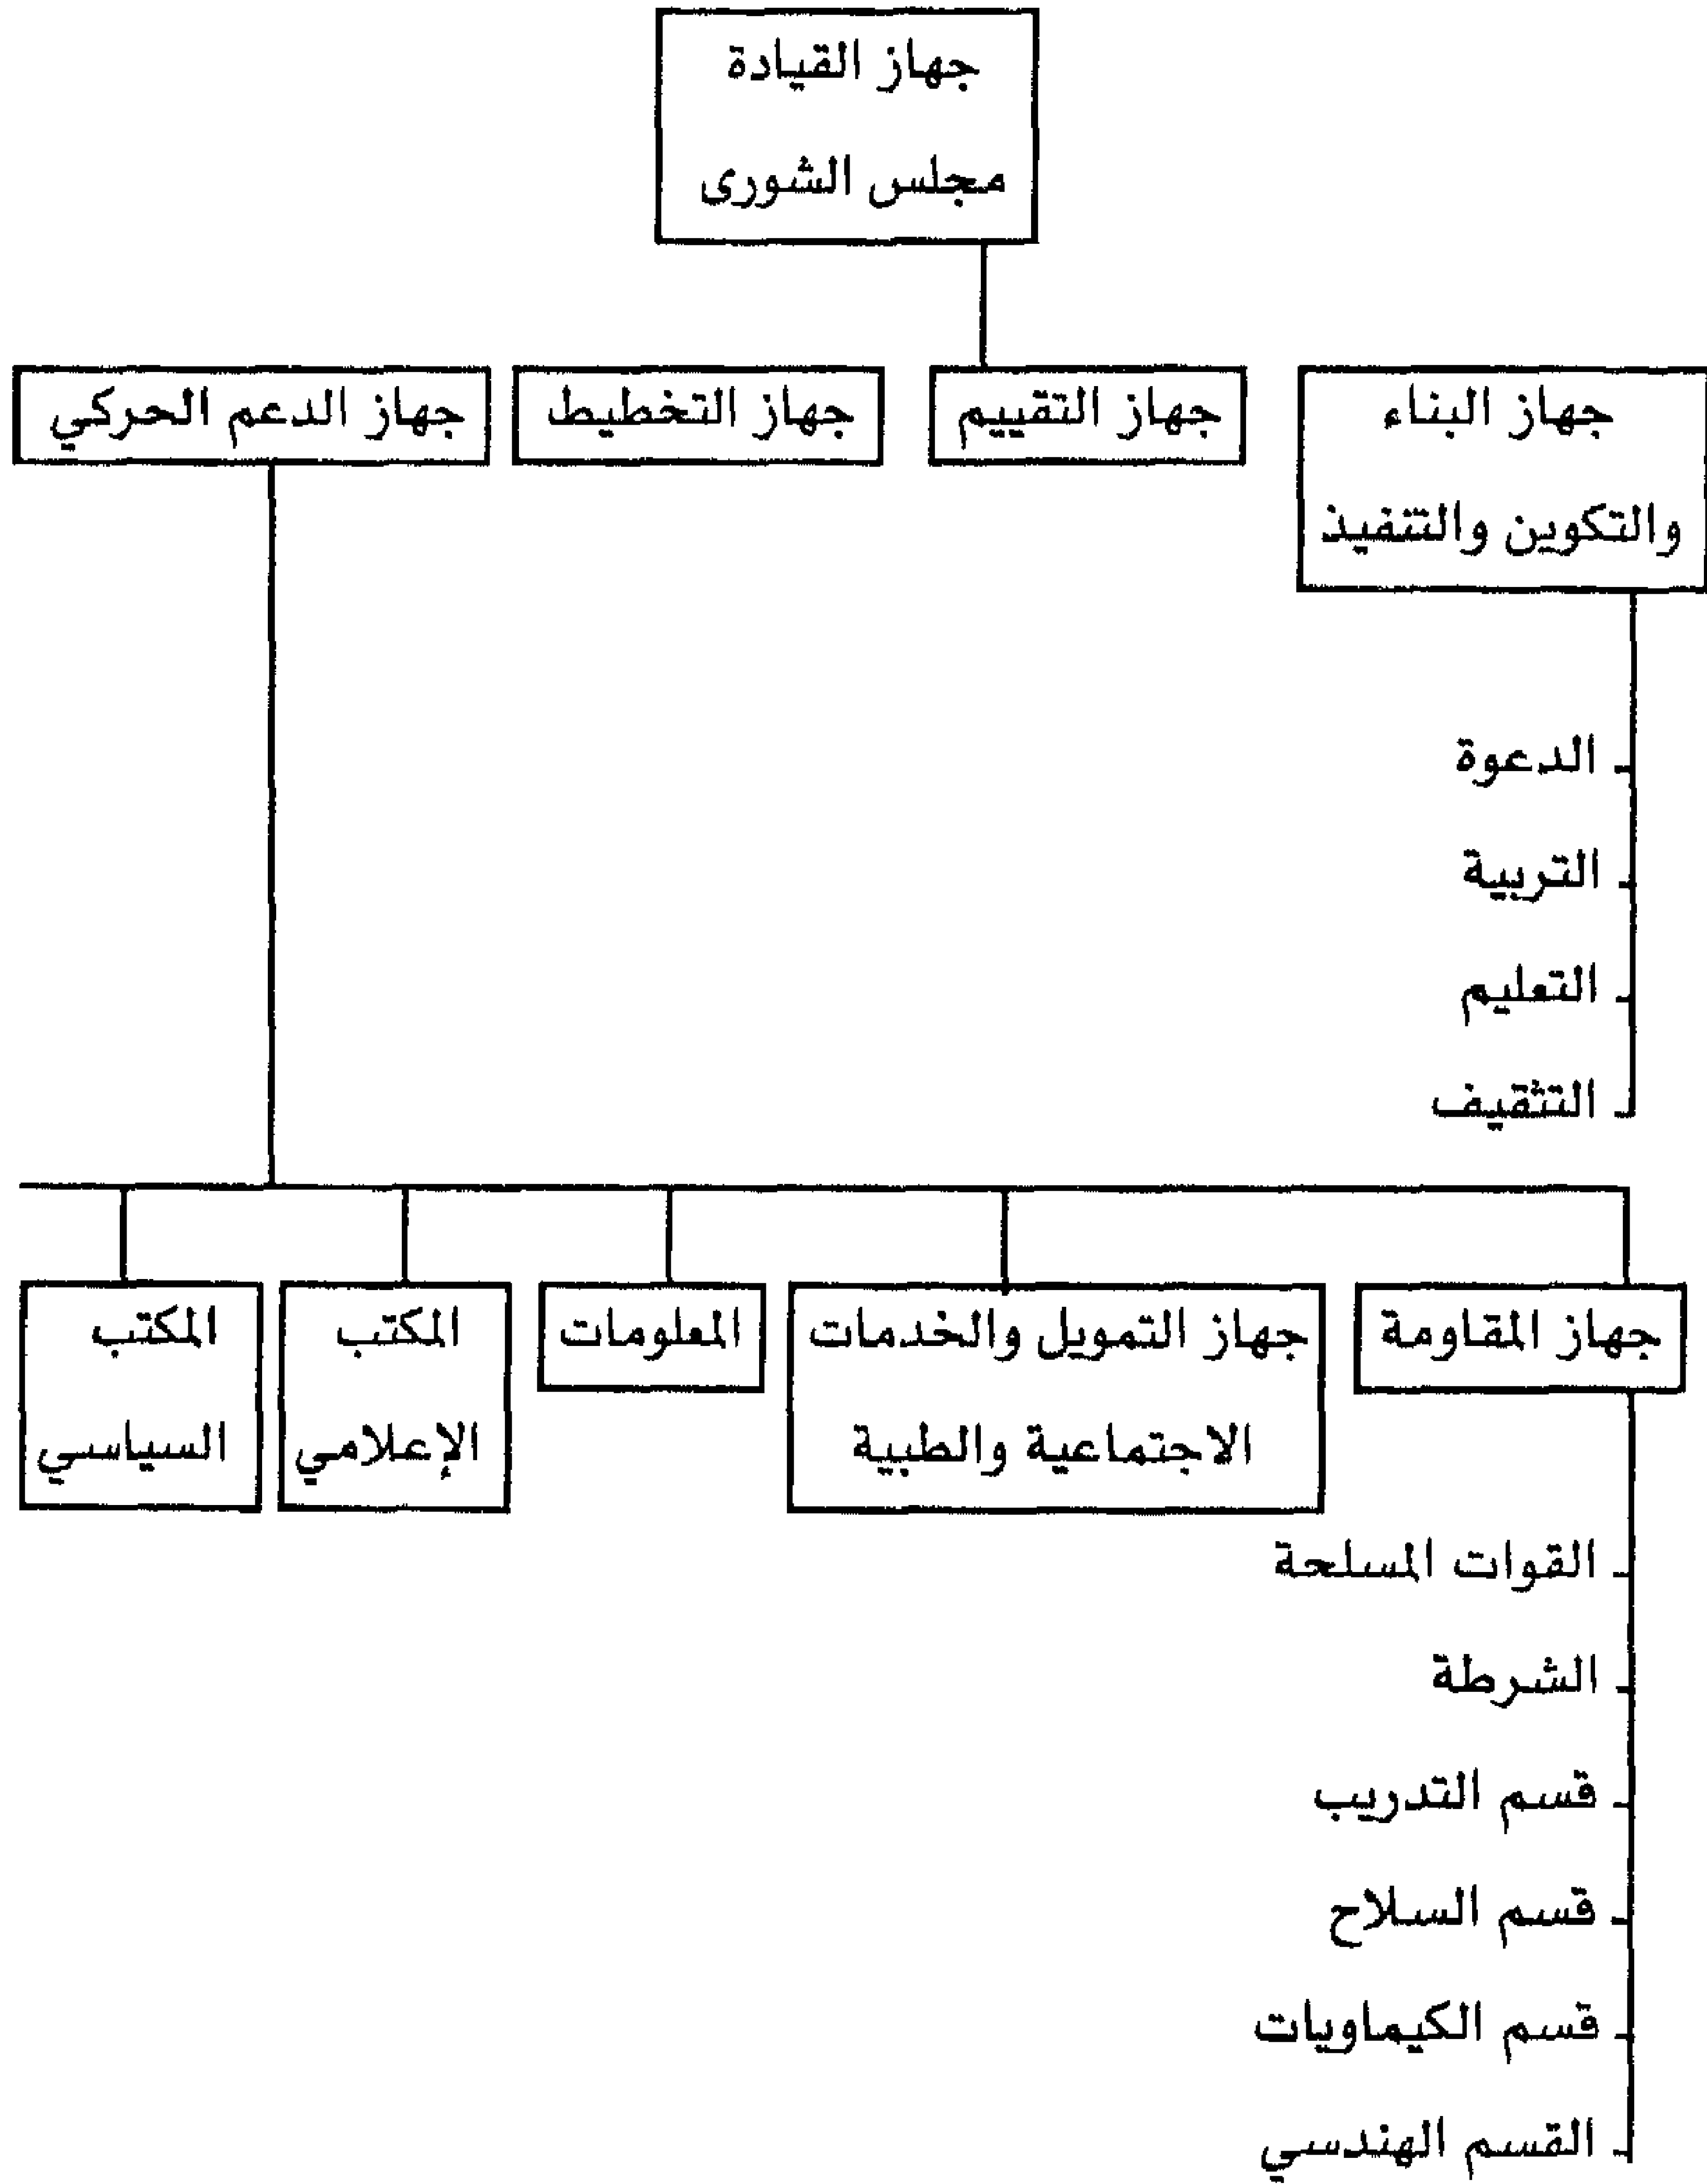 جهاز القيادة
مجلس الشورى
جهاز البناء
والتكوين والتنفيذ
جهاز التقييم
جهاز التخطيط
جهاز الدعم الحركي
الدعوة
التربية
التعليم
التثقيف
جهاز المقاومة
جهاز التمويل والخدمات
الاجتماعية والطبية
المعلومات
المكتب
الإعلامي
المكتب
السياسي
القوات المسلحة
الشرطة
قسم التدريب
قسم السلاح
قسم الكيماويات
القسم الهندسي